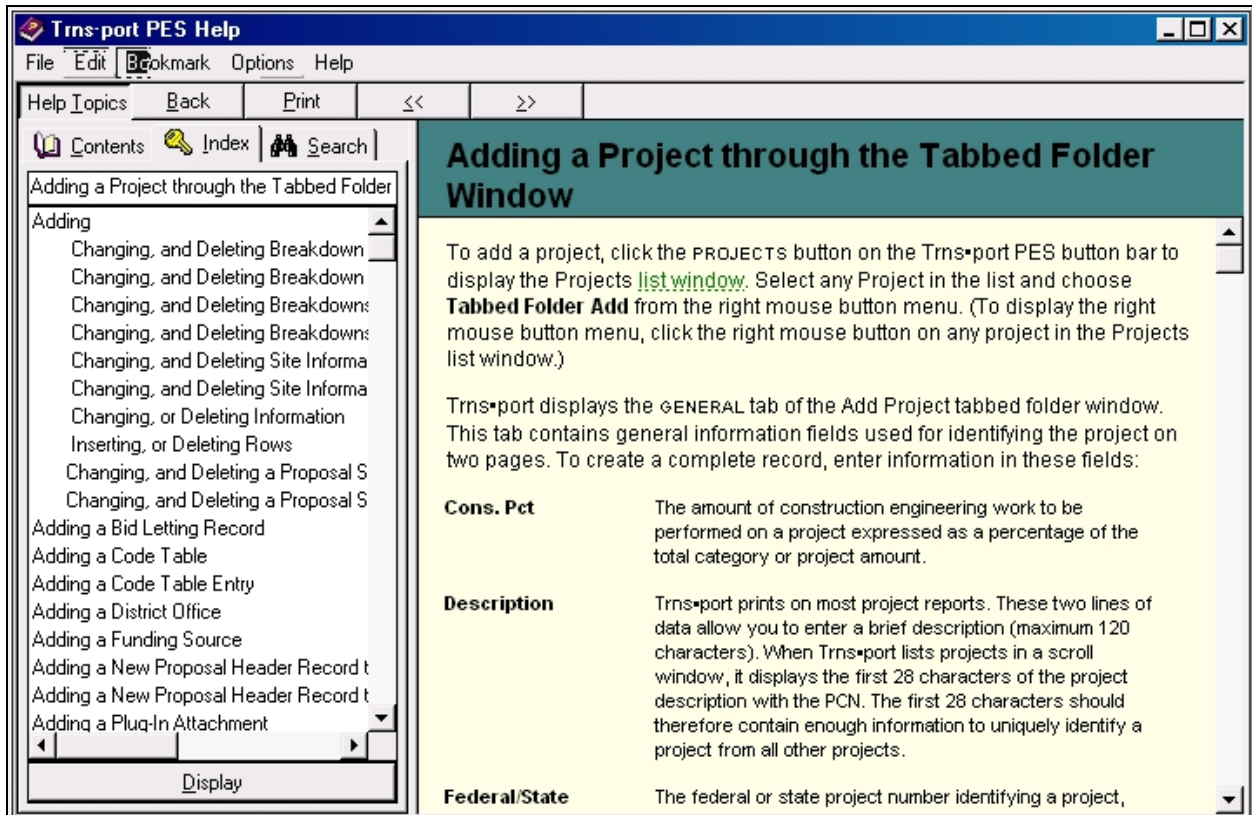 Trns·port PES Help
File Edit Bookmark Options Help
Help Topics Back Print << >>
Contents Index Search
Adding a Project through the Tabbed Folder
Adding
Changing, and Deleting Breakdown
Changing, and Deleting Breakdown
Changing, and Deleting Breakdowns
Changing, and Deleting Breakdowns
Changing, and Deleting Site Informa
Changing, and Deleting Site Informa
Changing, or Deleting Information
Inserting, or Deleting Rows
Changing, and Deleting a Proposal S
Changing, and Deleting a Proposal S
Adding a Bid Letting Record
Adding a Code Table
Adding a Code Table Entry
Adding a District Office
Adding a Funding Source
Adding a New Proposal Header Record t
Adding a New Proposal Header Record t
Adding a Plug-In Attachment
Display
Adding a Project through the Tabbed Folder
Window
To add a project, click the PROJECTS button on the Trns▪port PES button bar to
display the Projects list window. Select any Project in the list and choose
Tabbed Folder Add from the right mouse button menu. (To display the right
mouse button menu, click the right mouse button on any project in the Projects
list window.)
Trns▪port displays the GENERAL tab of the Add Project tabbed folder window.
This tab contains general information fields used for identifying the project on
two pages. To create a complete record, enter information in these fields:
Cons. Pct The amount of construction engineering work to be
performed on a project expressed as a percentage of the
total category or project amount.
Description Trns▪port prints on most project reports. These two lines of
data allow you to enter a brief description (maximum 120
characters). When Trns▪port lists projects in a scroll
window, it displays the first 28 characters of the project
description with the PCN. The first 28 characters should
therefore contain enough information to uniquely identify a
project from all other projects.
Federal/State The federal or state project number identifying a project,